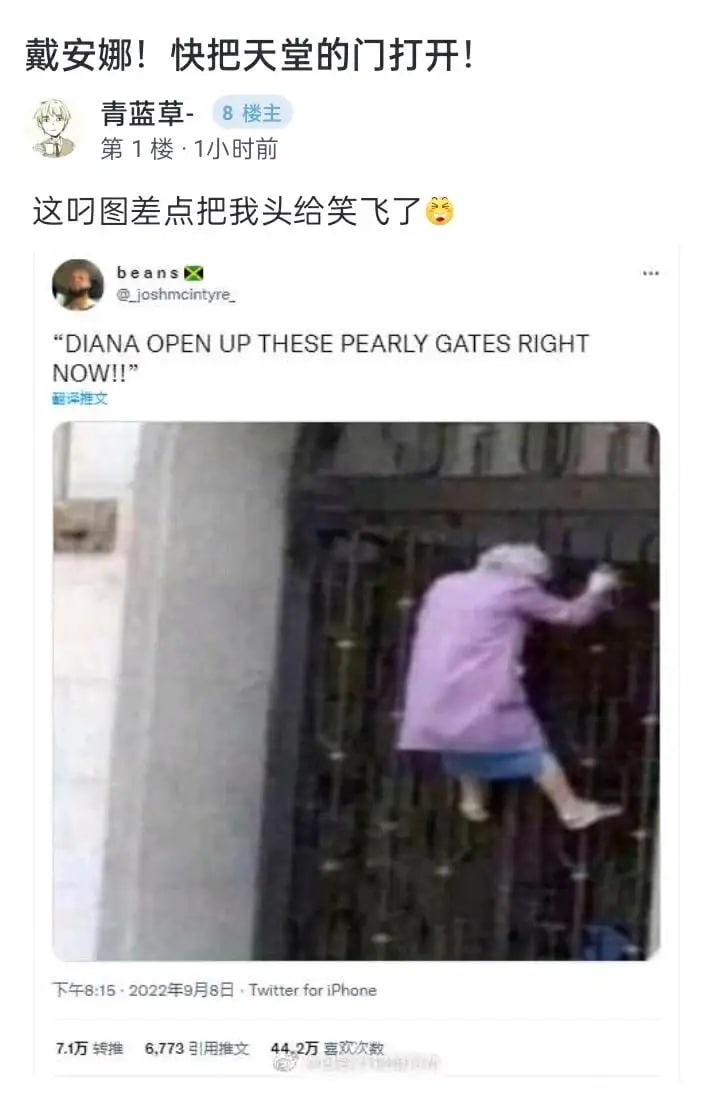 戴安娜！快把天堂的门打开！
青蓝草- 8 楼主
第 1 楼 · 1小时前
这叼图差点把我头给笑飞了
beans
@_joshmcintyre_
“DIANA OPEN UP THESE PEARLY GATES RIGHT
NOW!!”
翻译推文
下午8:15 · 2022年9月8日 · Twitter for iPhone
7.1万 转推 6,773 引用推文 44.2万 喜欢次数